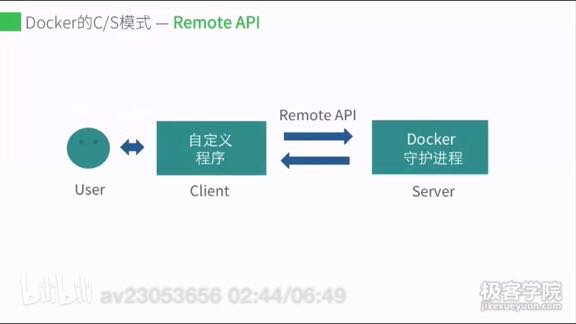 Docker的C/S模式 — Remote API
Remote API
自定义
程序
Docker
守护进程
User
Client
Server
bilibili av23053656 02:44/06:49
极客学院
jikexueyuan.com